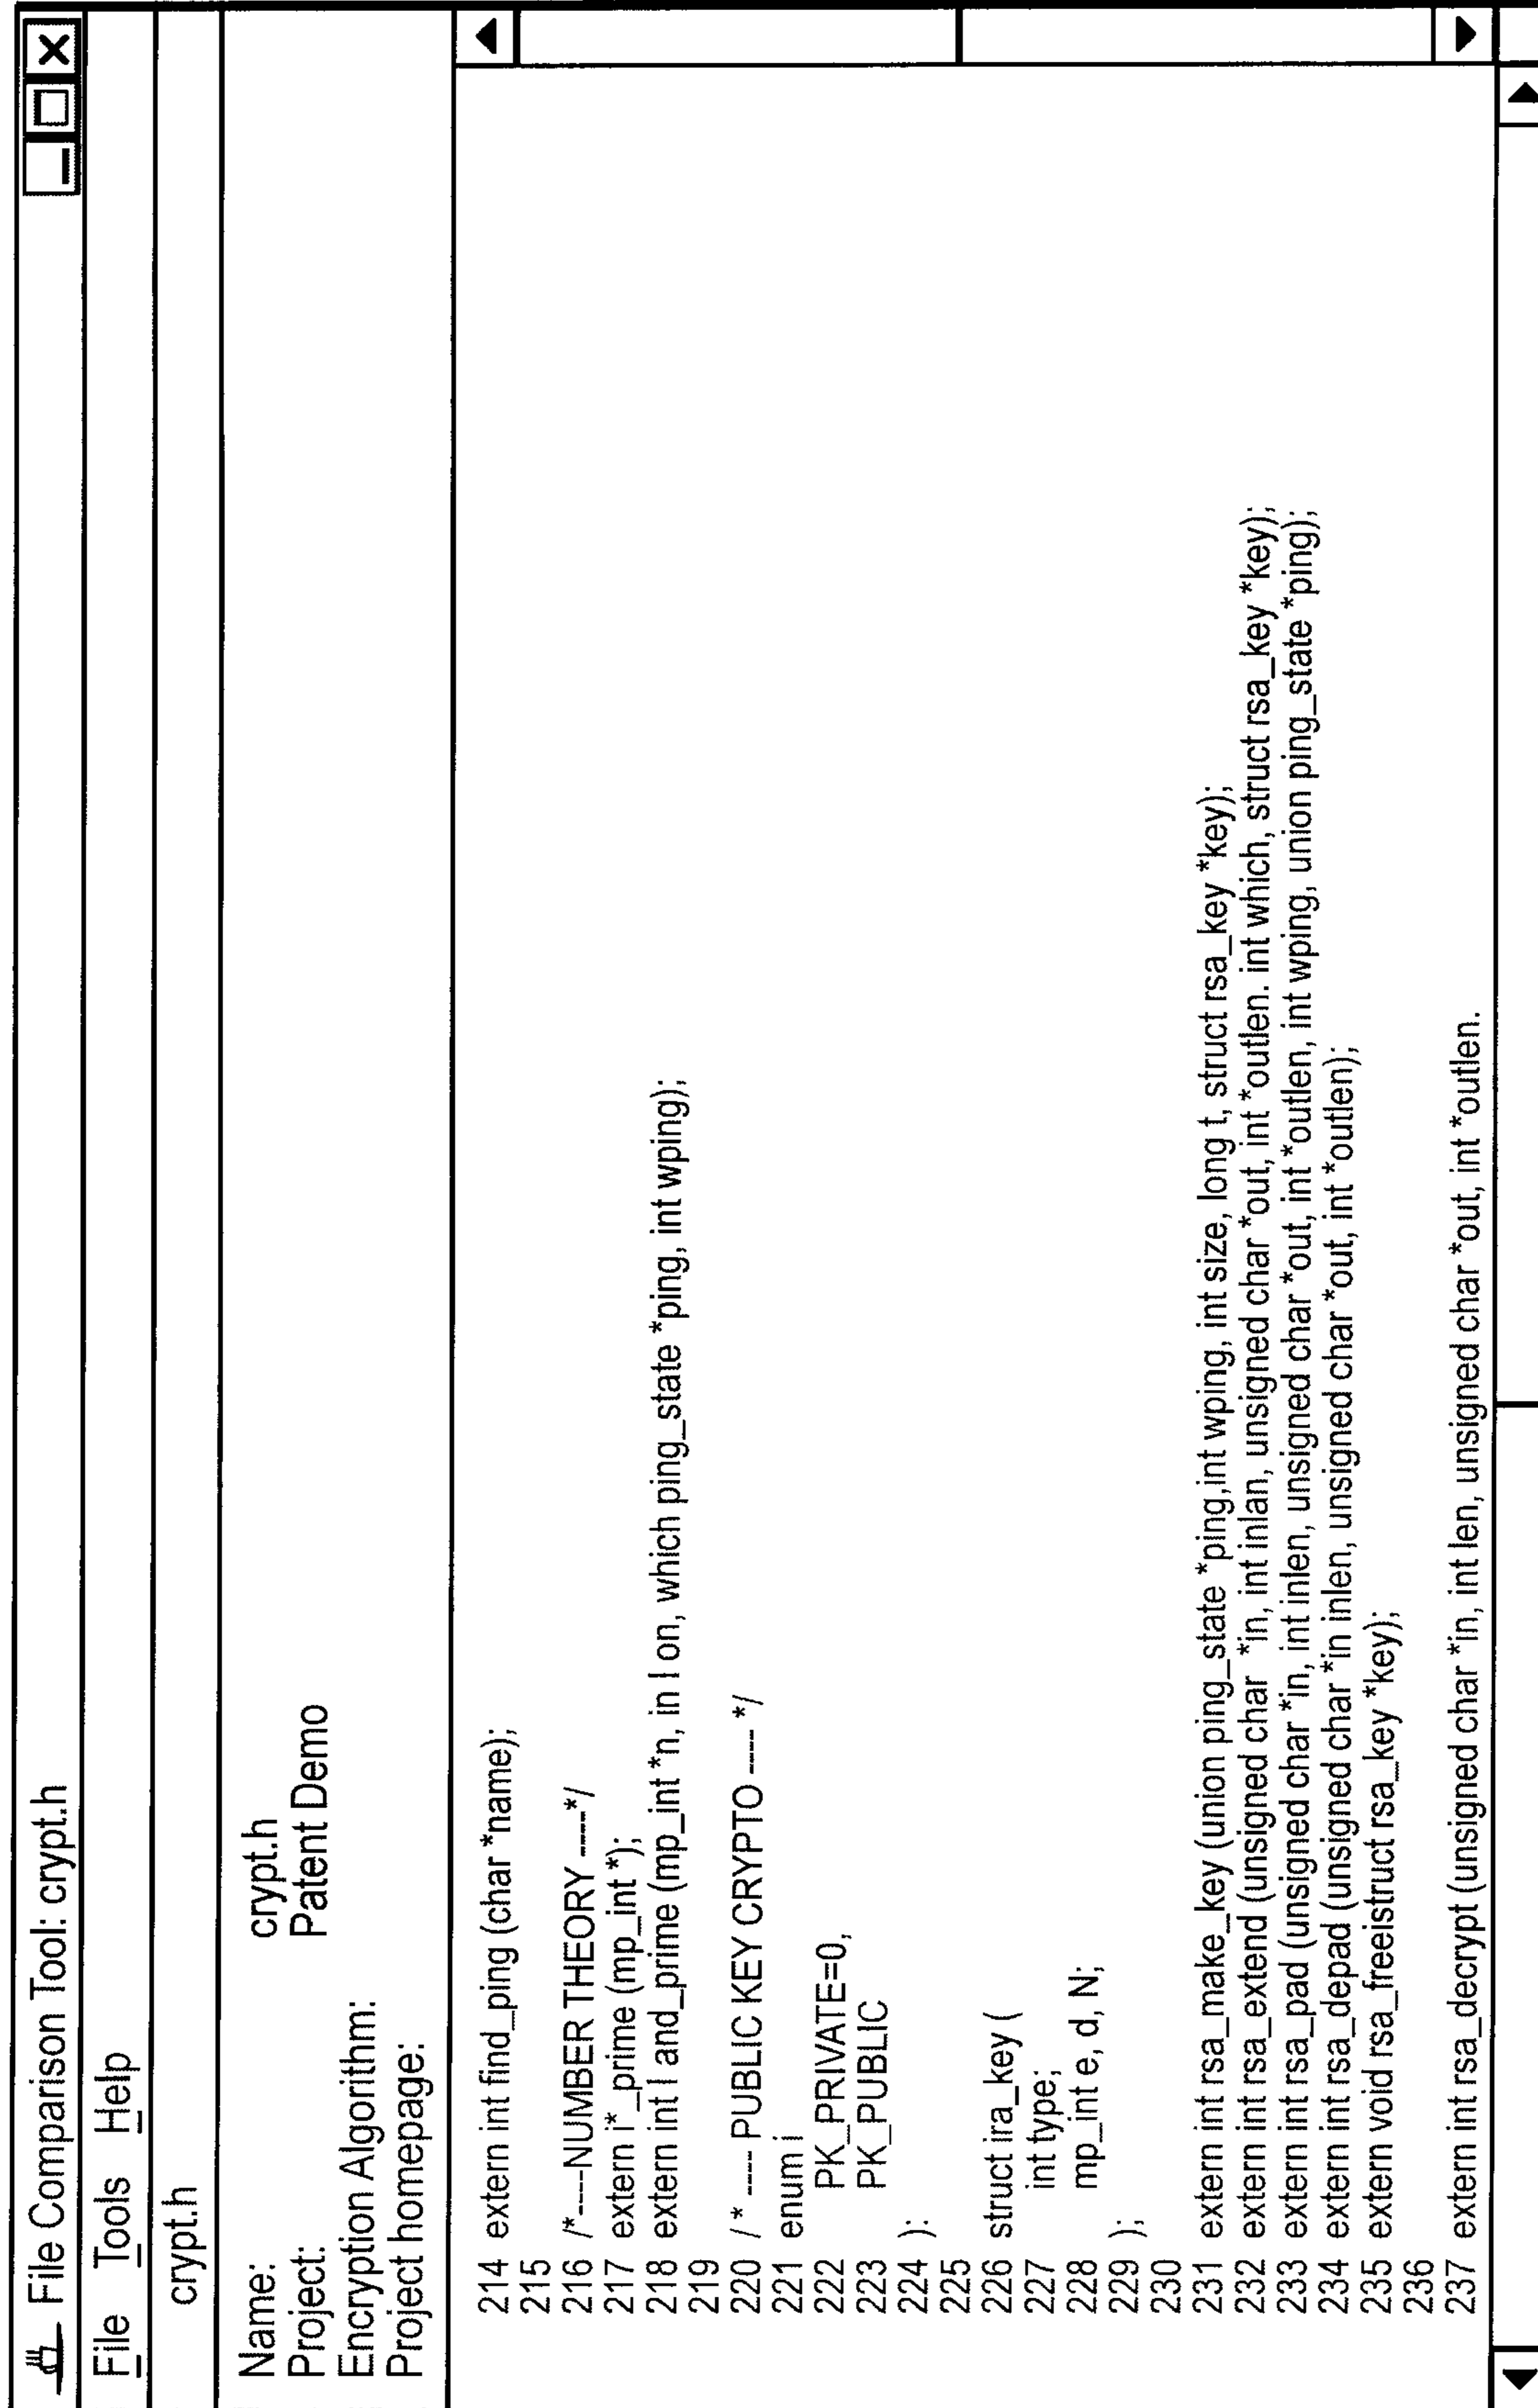 File Comparison Tool: crypt.h
File Tools Help
crypt.h
Name: crypt.h
Project: Patent Demo
Encryption Algorithm:
Project homepage:
214 extern int find_ping (char *name);
215
216 /*----NUMBER THEORY ----*/
217 extern i*_prime (mp_int *);
218 extern int l and_prime (mp_int *n, in l on, which ping_state *ping, int wping);
219
220 / * ---- PUBLIC KEY CRYPTO ---- */
221 enum i
222 PK_PRIVATE=0,
223 PK_PUBLIC
224 ):
225
226 struct ira_key (
227 int type;
228 mp_int e, d, N;
229 );
230
231 extern int rsa_make_key (union ping_state *ping,int wping, int size, long t, struct rsa_key *key);
232 extern int rsa_extend (unsigned char *in, int inlan, unsigned char *out, int *outlen. int which, struct rsa_key *key);
233 extern int rsa_pad (unsigned char *in, int inlen, unsigned char *out, int *outlen, int wping, union ping_state *ping);
234 extern int rsa_depad (unsigned char *in inlen, unsigned char *out, int *outlen);
235 extern void rsa_freeistruct rsa_key *key);
236
237 extern int rsa_decrypt (unsigned char *in, int len, unsigned char *out, int *outlen.